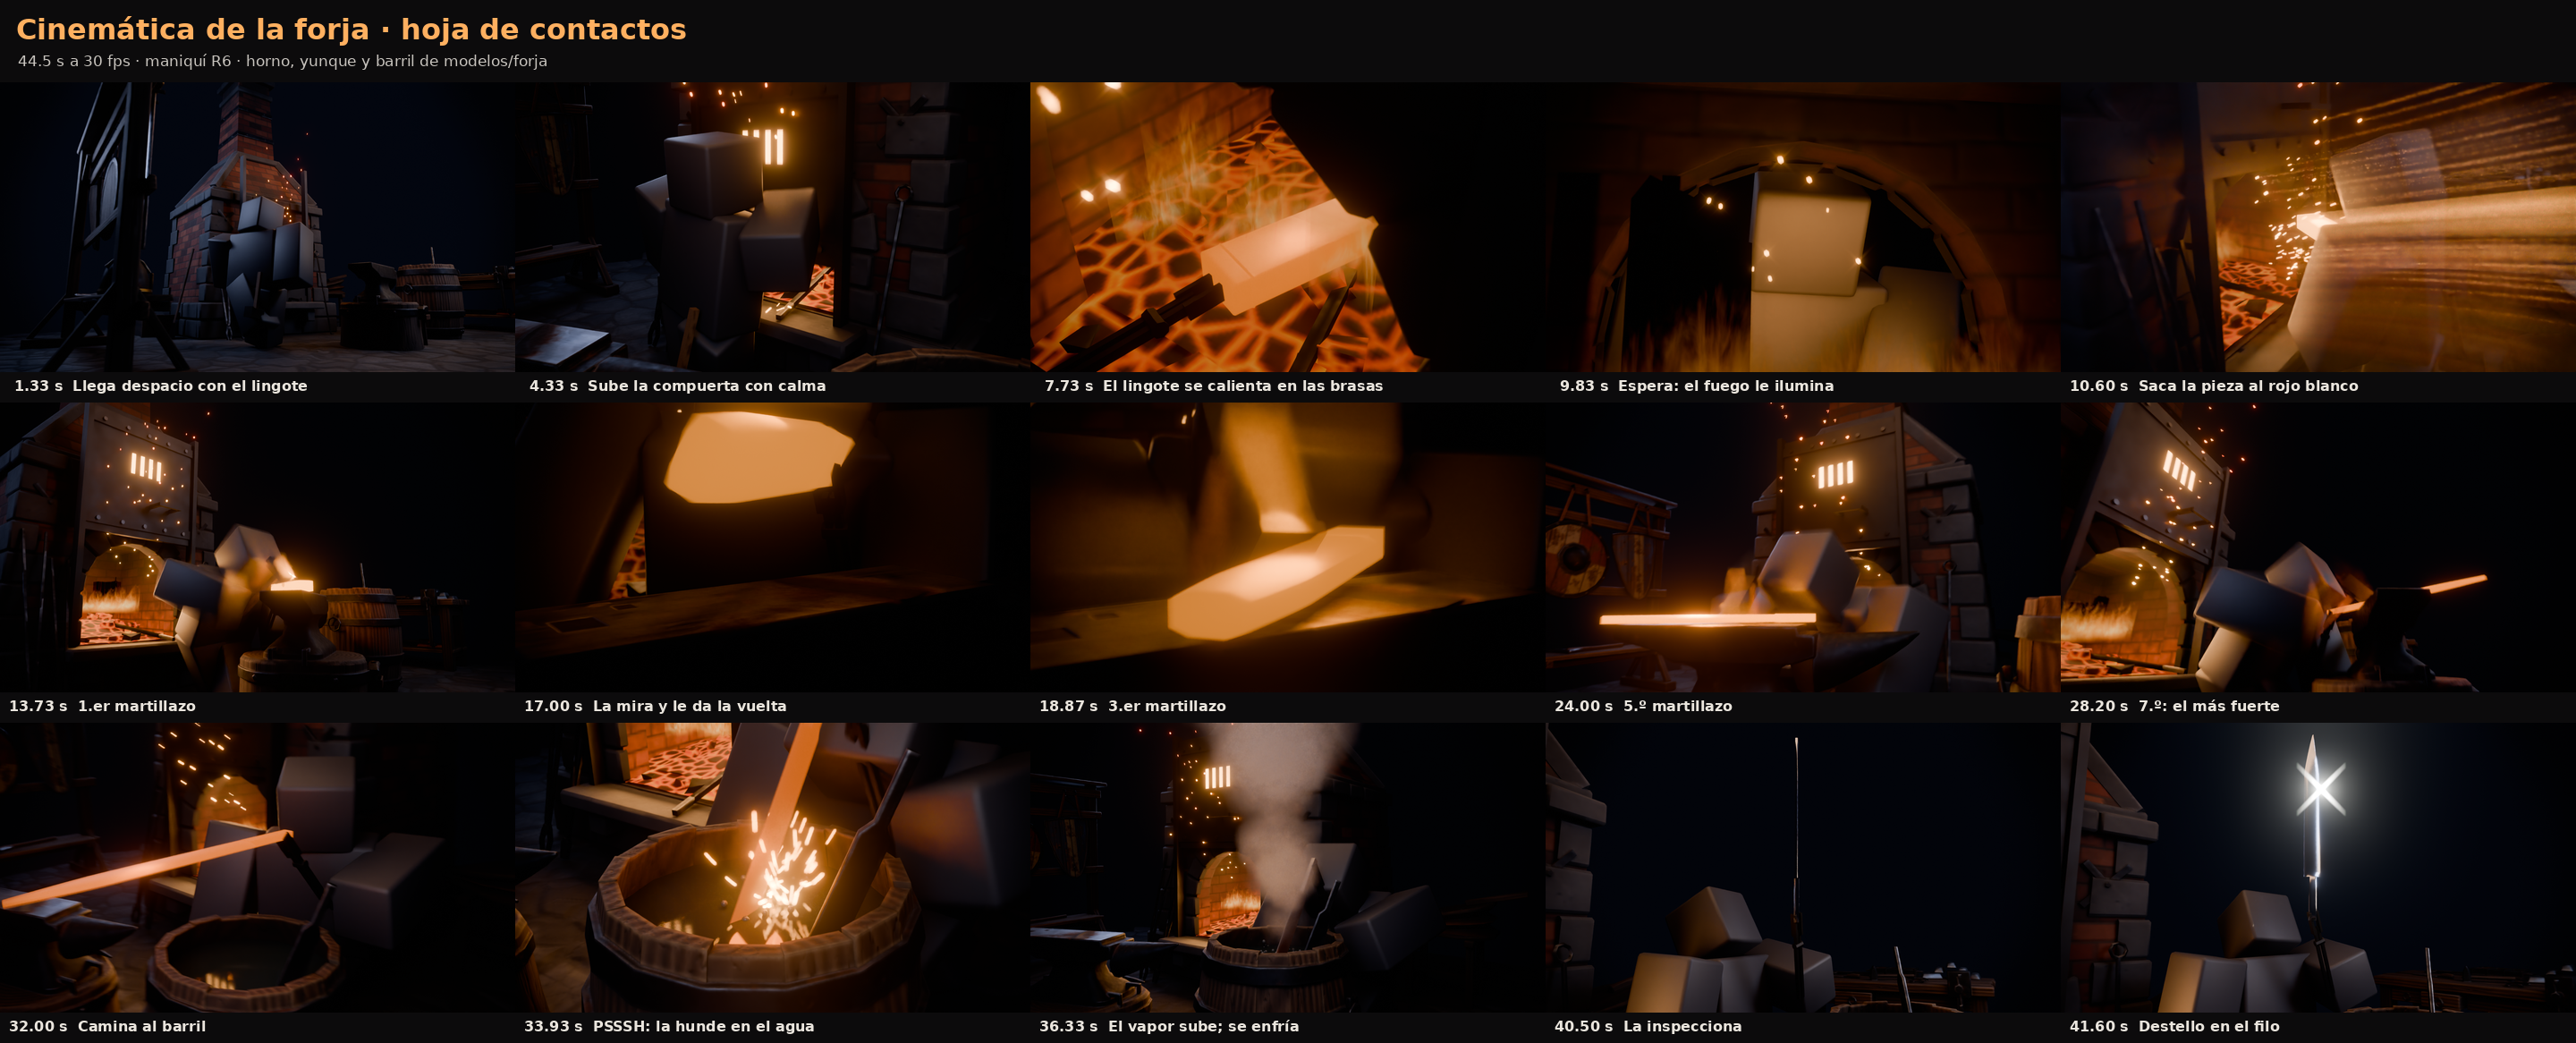 Cinemática de la forja · hoja de contactos
44.5 s a 30 fps · maniquí R6 · horno, yunque y barril de modelos/forja
1.33 s  Llega despacio con el lingote
4.33 s  Sube la compuerta con calma
7.73 s  El lingote se calienta en las brasas
9.83 s  Espera: el fuego le ilumina
10.60 s  Saca la pieza al rojo blanco
13.73 s  1.er martillazo
17.00 s  La mira y le da la vuelta
18.87 s  3.er martillazo
24.00 s  5.º martillazo
28.20 s  7.º: el más fuerte
32.00 s  Camina al barril
33.93 s  PSSSH: la hunde en el agua
36.33 s  El vapor sube; se enfría
40.50 s  La inspecciona
41.60 s  Destello en el filo